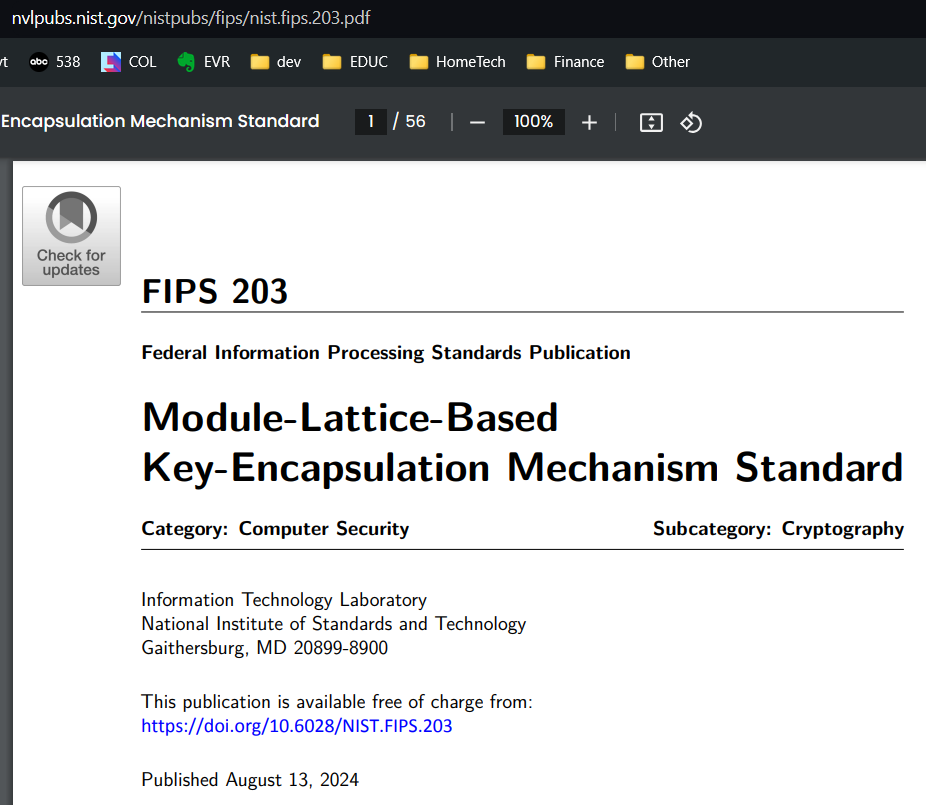 nvlpubs.nist.gov/nistpubs/fips/nist.fips.203.pdf
abc 538 COL EVR dev EDUC HomeTech Finance Other
Encapsulation Mechanism Standard 1 / 56 | — 100% + |
Check for
updates
FIPS 203
Federal Information Processing Standards Publication
Module-Lattice-Based
Key-Encapsulation Mechanism Standard
Category: Computer Security Subcategory: Cryptography
Information Technology Laboratory
National Institute of Standards and Technology
Gaithersburg, MD 20899-8900
This publication is available free of charge from:
https://doi.org/10.6028/NIST.FIPS.203
Published August 13, 2024